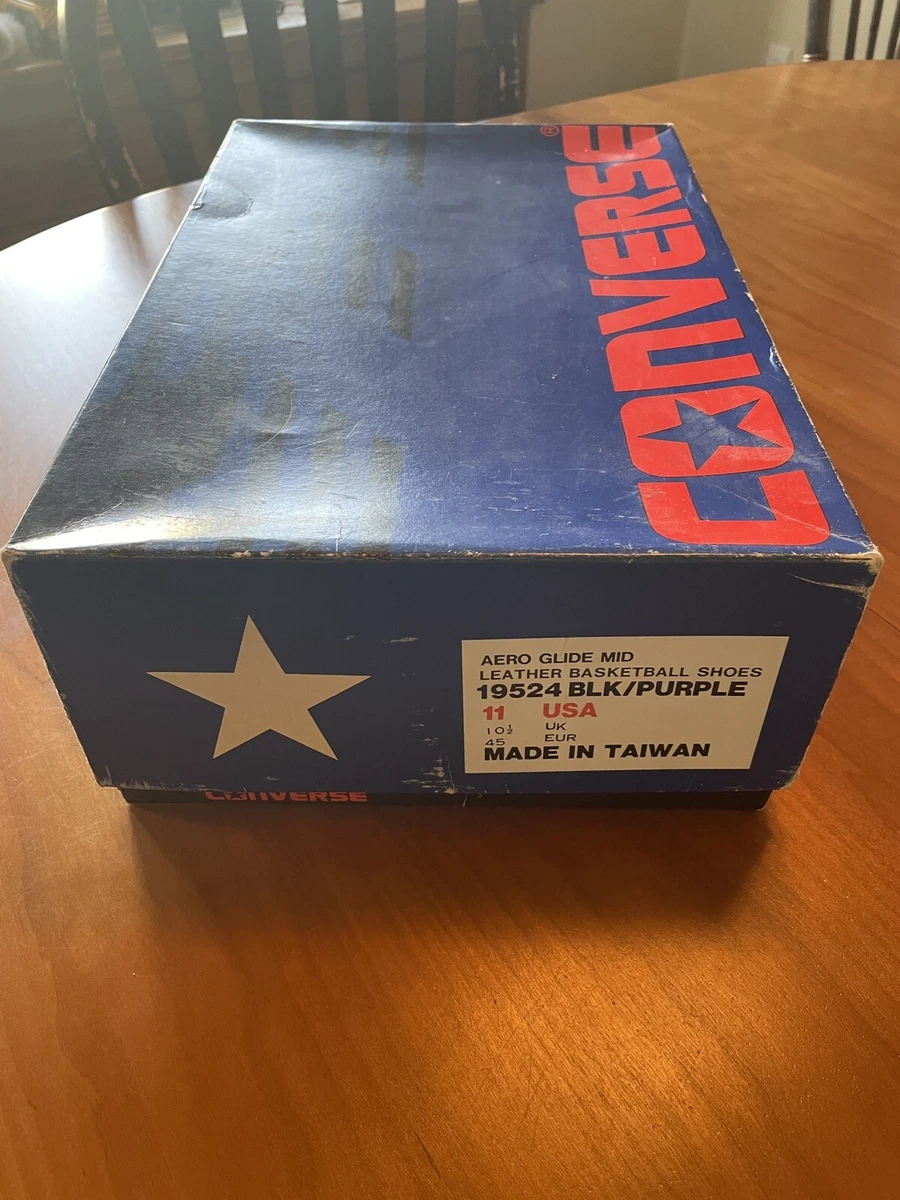 CONVERSE®
AERO GLIDE MID
LEATHER BASKETBALL SHOES
19524 BLK/PURPLE
11 USA
10½ UK
45 EUR
MADE IN TAIWAN
CONVERSE